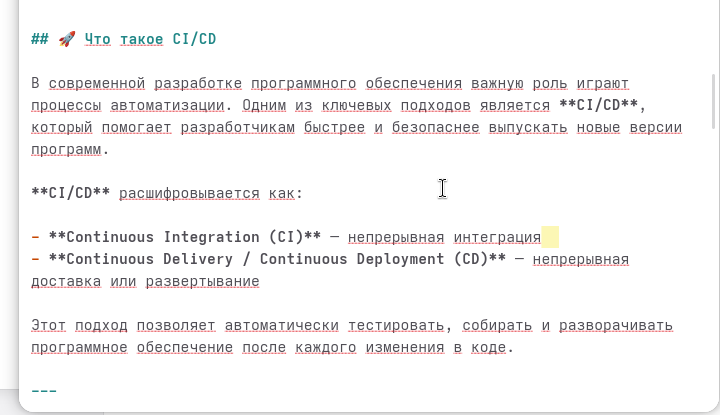 ## 🚀 Что такое CI/CD
В современной разработке программного обеспечения важную роль играют
процессы автоматизации. Одним из ключевых подходов является **CI/CD**,
который помогает разработчикам быстрее и безопаснее выпускать новые версии
программ.
**CI/CD** расшифровывается как:
- **Continuous Integration (CI)** — непрерывная интеграция
- **Continuous Delivery / Continuous Deployment (CD)** — непрерывная
доставка или развертывание
Этот подход позволяет автоматически тестировать, собирать и разворачивать
программное обеспечение после каждого изменения в коде.
---